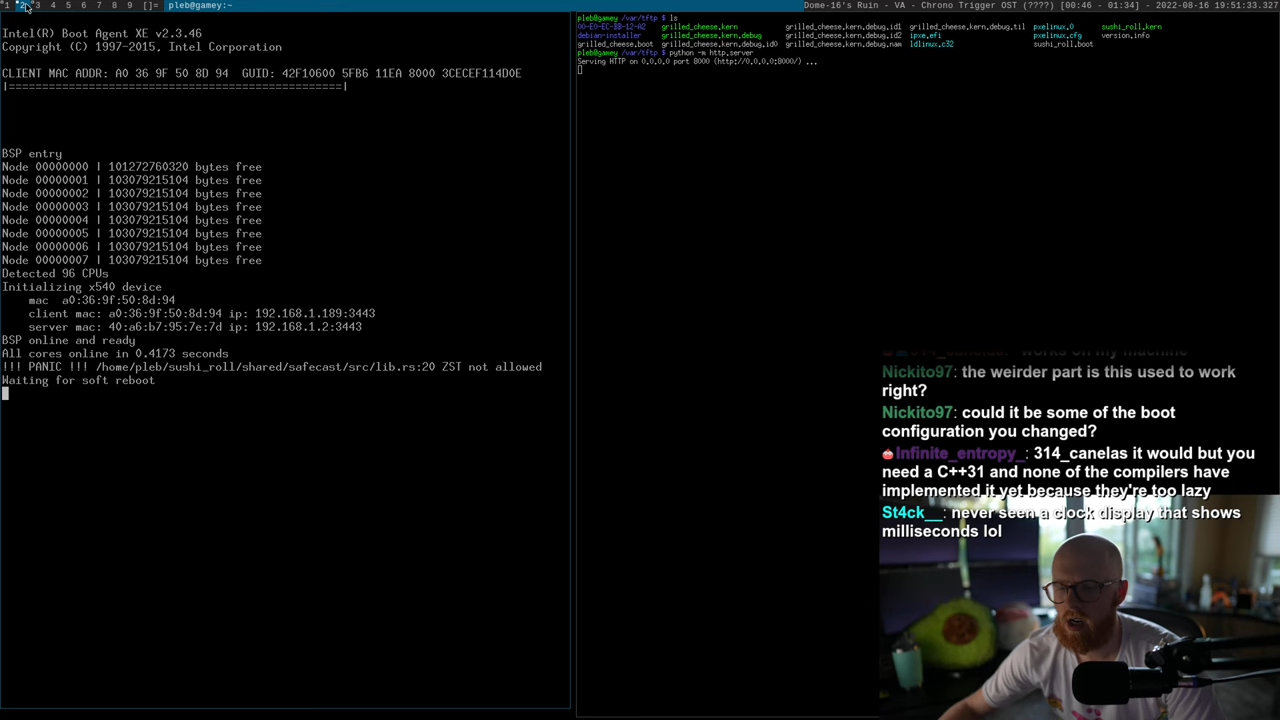 1 2 3 4 5 6 7 8 9 []= pleb@gamey:~ Dome-16's Ruin - VA - Chrono Trigger OST (????) [00:46 - 01:34] - 2022-08-16 19:51:33.327
Intel(R) Boot Agent XE v2.3.46
Copyright (C) 1997-2015, Intel Corporation
CLIENT MAC ADDR: A0 36 9F 50 8D 94  GUID: 42F10600 5FB6 11EA 8000 3CECEF114D0E
|==================================================|
BSP entry
Node 00000000 | 101272760320 bytes free
Node 00000001 | 103079215104 bytes free
Node 00000002 | 103079215104 bytes free
Node 00000003 | 103079215104 bytes free
Node 00000004 | 103079215104 bytes free
Node 00000005 | 103079215104 bytes free
Node 00000006 | 103079215104 bytes free
Node 00000007 | 103079215104 bytes free
Detected 96 CPUs
Initializing x540 device
mac  a0:36:9f:50:8d:94
client mac: a0:36:9f:50:8d:94 ip: 192.168.1.189:3443
server mac: 40:a6:b7:95:7e:7d ip: 192.168.1.2:3443
BSP online and ready
All cores online in 0.4173 seconds
!!! PANIC !!! /home/pleb/sushi_roll/shared/safecast/src/lib.rs:20 ZST not allowed
Waiting for soft reboot
pleb@gamey /var/tftp $ ls
00-E0-EC-BB-12-A2 grilled_cheese.kern grilled_cheese.kern.debug.id1 grilled_cheese.kern.debug.til pxelinux.0 sushi_roll.kern
debian-installer grilled_cheese.kern.debug grilled_cheese.kern.debug.id2 ipxe.efi pxelinux.cfg version.info
grilled_cheese.boot grilled_cheese.kern.debug.id0 grilled_cheese.kern.debug.nam ldlinux.c32 sushi_roll.boot
pleb@gamey /var/tftp $ python -m http.server
Serving HTTP on 0.0.0.0 port 8000 (http://0.0.0.0:8000/) ...
works on my machine
Nickito97: the weirder part is this used to work
right?
Nickito97: could it be some of the boot
configuration you changed?
Infinite_entropy_: 314_canelas it would but you
need a C++31 and none of the compilers have
implemented it yet because they're too lazy
St4ck__: never seen a clock display that shows
milliseconds lol